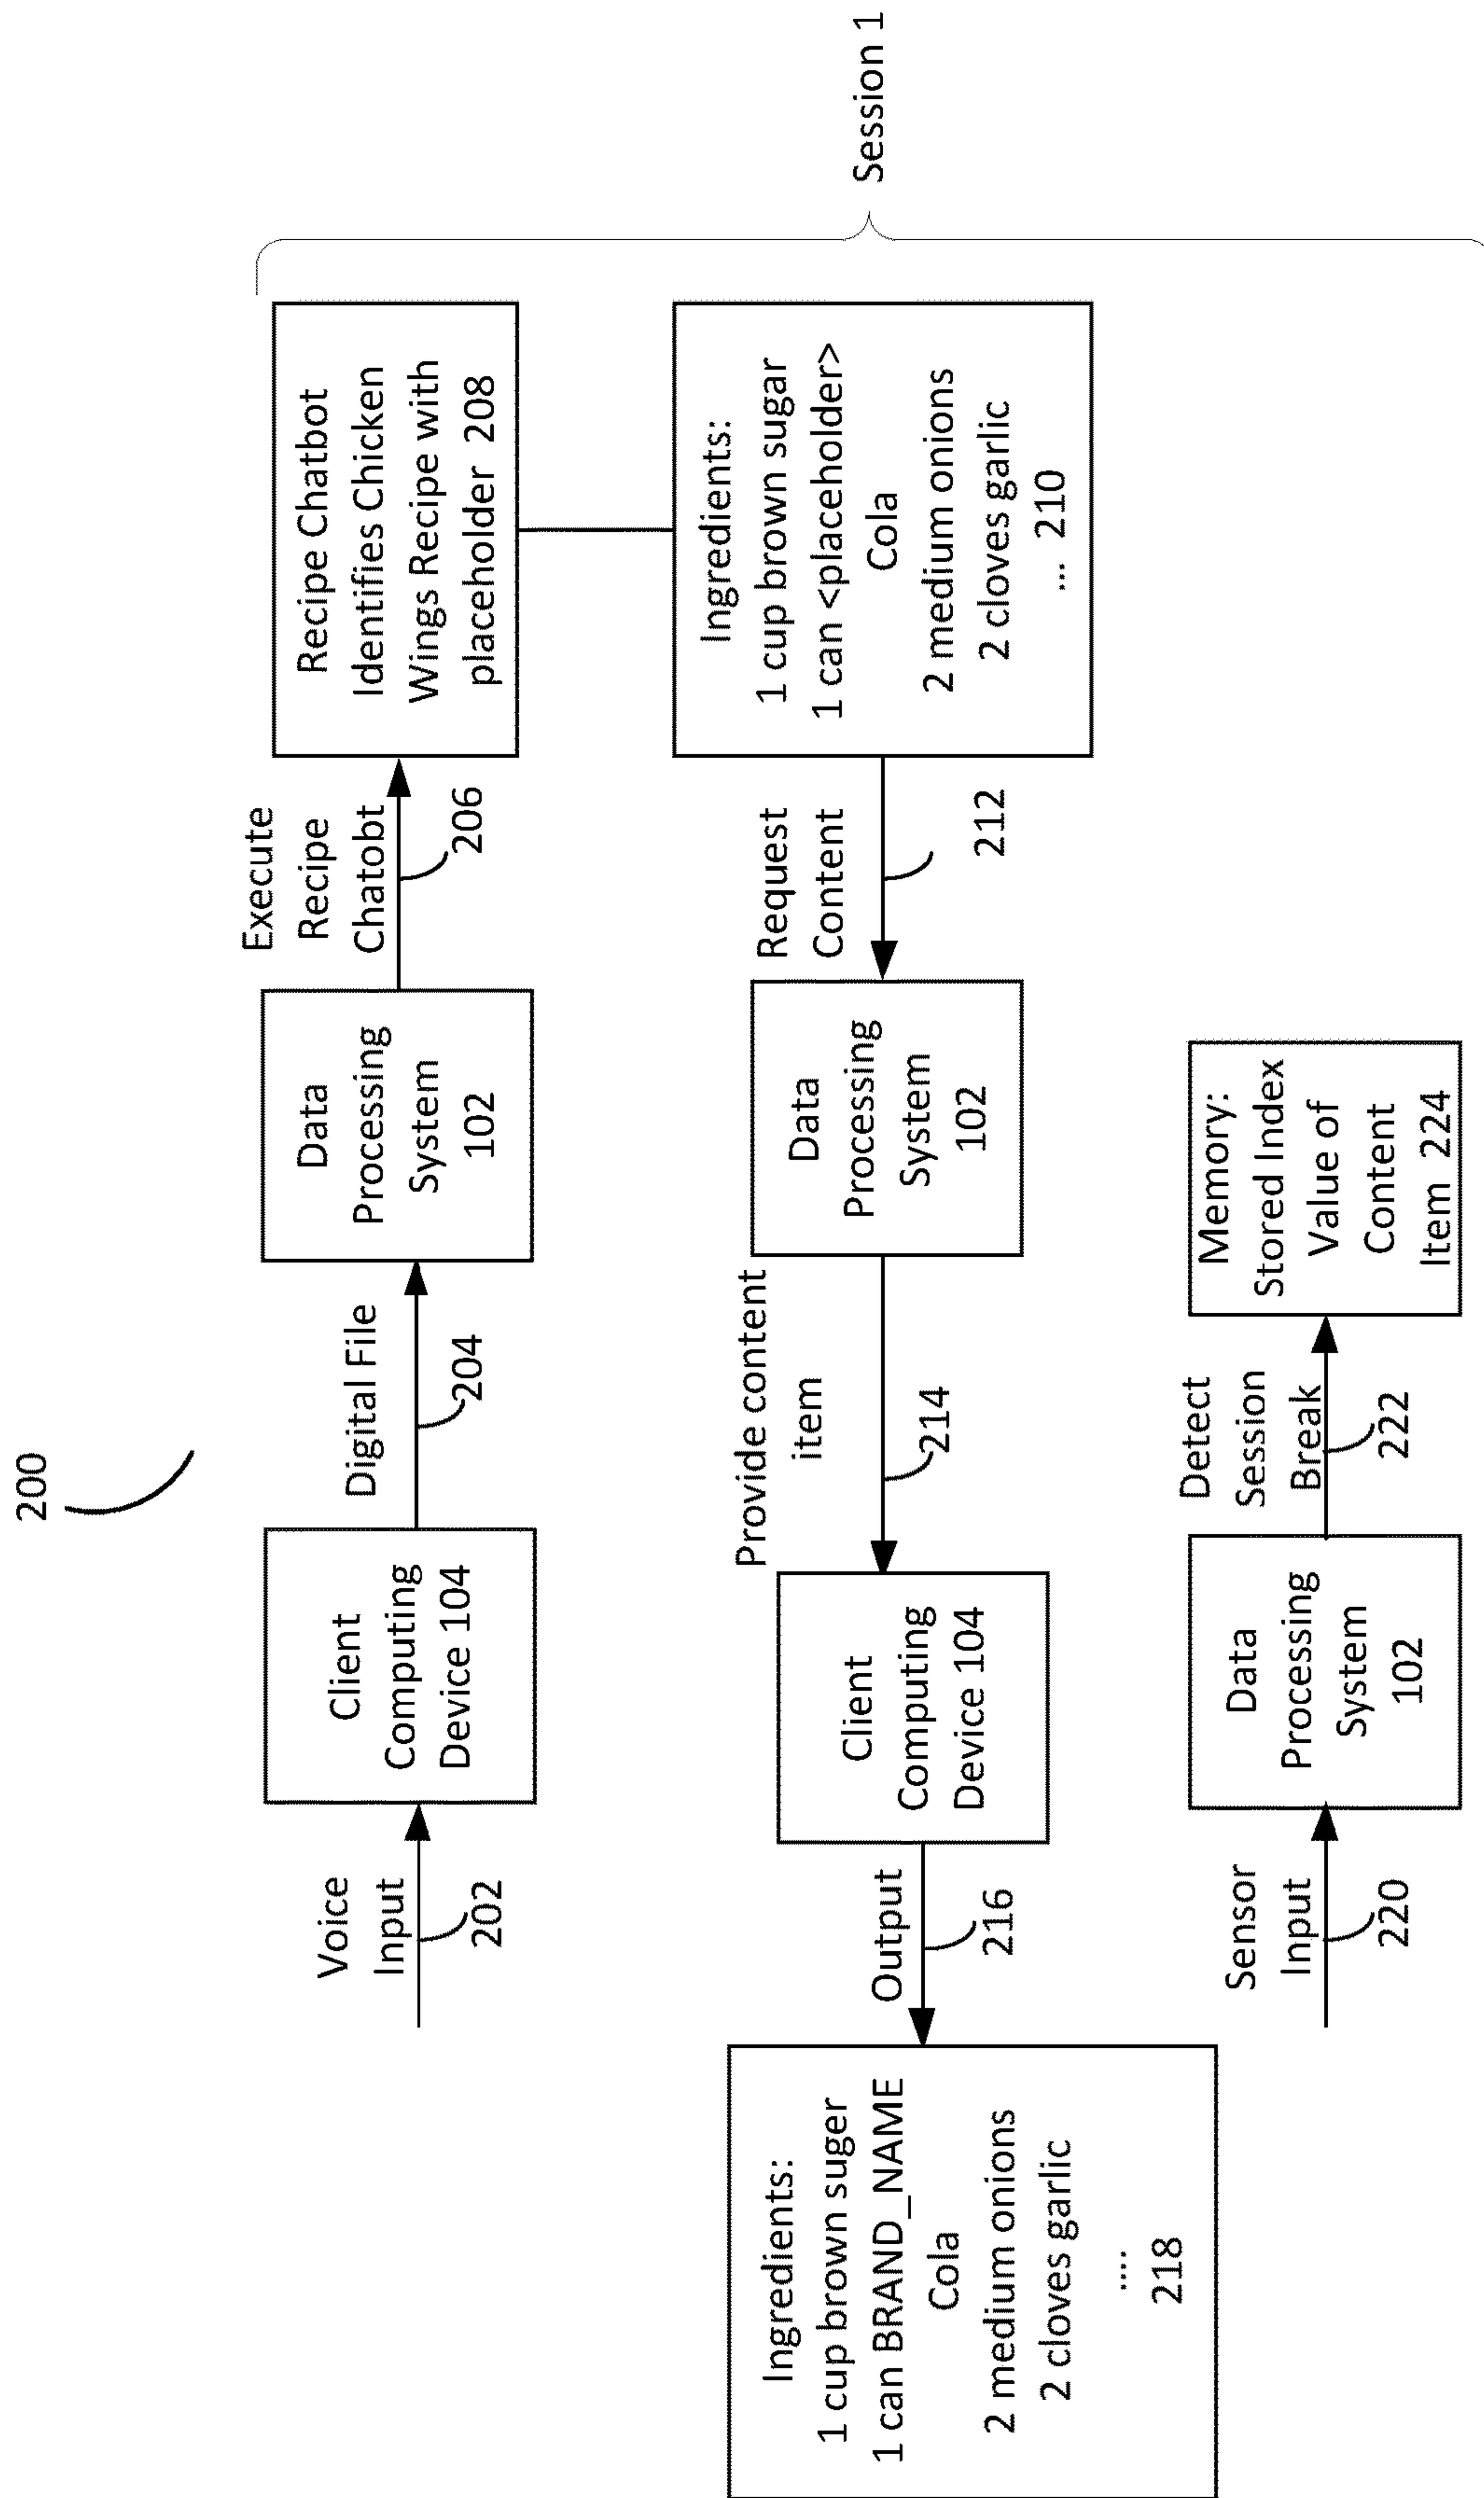 200
Voice
Input
202
Client
Computing
Device 104
Digital File
204
Data
Processing
System
102
Execute
Recipe
Chatobt
206
Recipe Chatbot
Identifies Chicken
Wings Recipe with
placeholder 208
Ingredients:
1 cup brown sugar
1 can <placeholder>
Cola
2 medium onions
2 cloves garlic
... 210
Request
Content
212
Data
Processing
System
102
Provide content
item
214
Client
Computing
Device 104
Output
216
Ingredients:
1 cup brown suger
1 can BRAND_NAME
Cola
2 medium onions
2 cloves garlic
....
218
Sensor
Input
220
Data
Processing
System
102
Detect
Session
Break
222
Memory:
Stored Index
Value of
Content
Item 224
Session 1